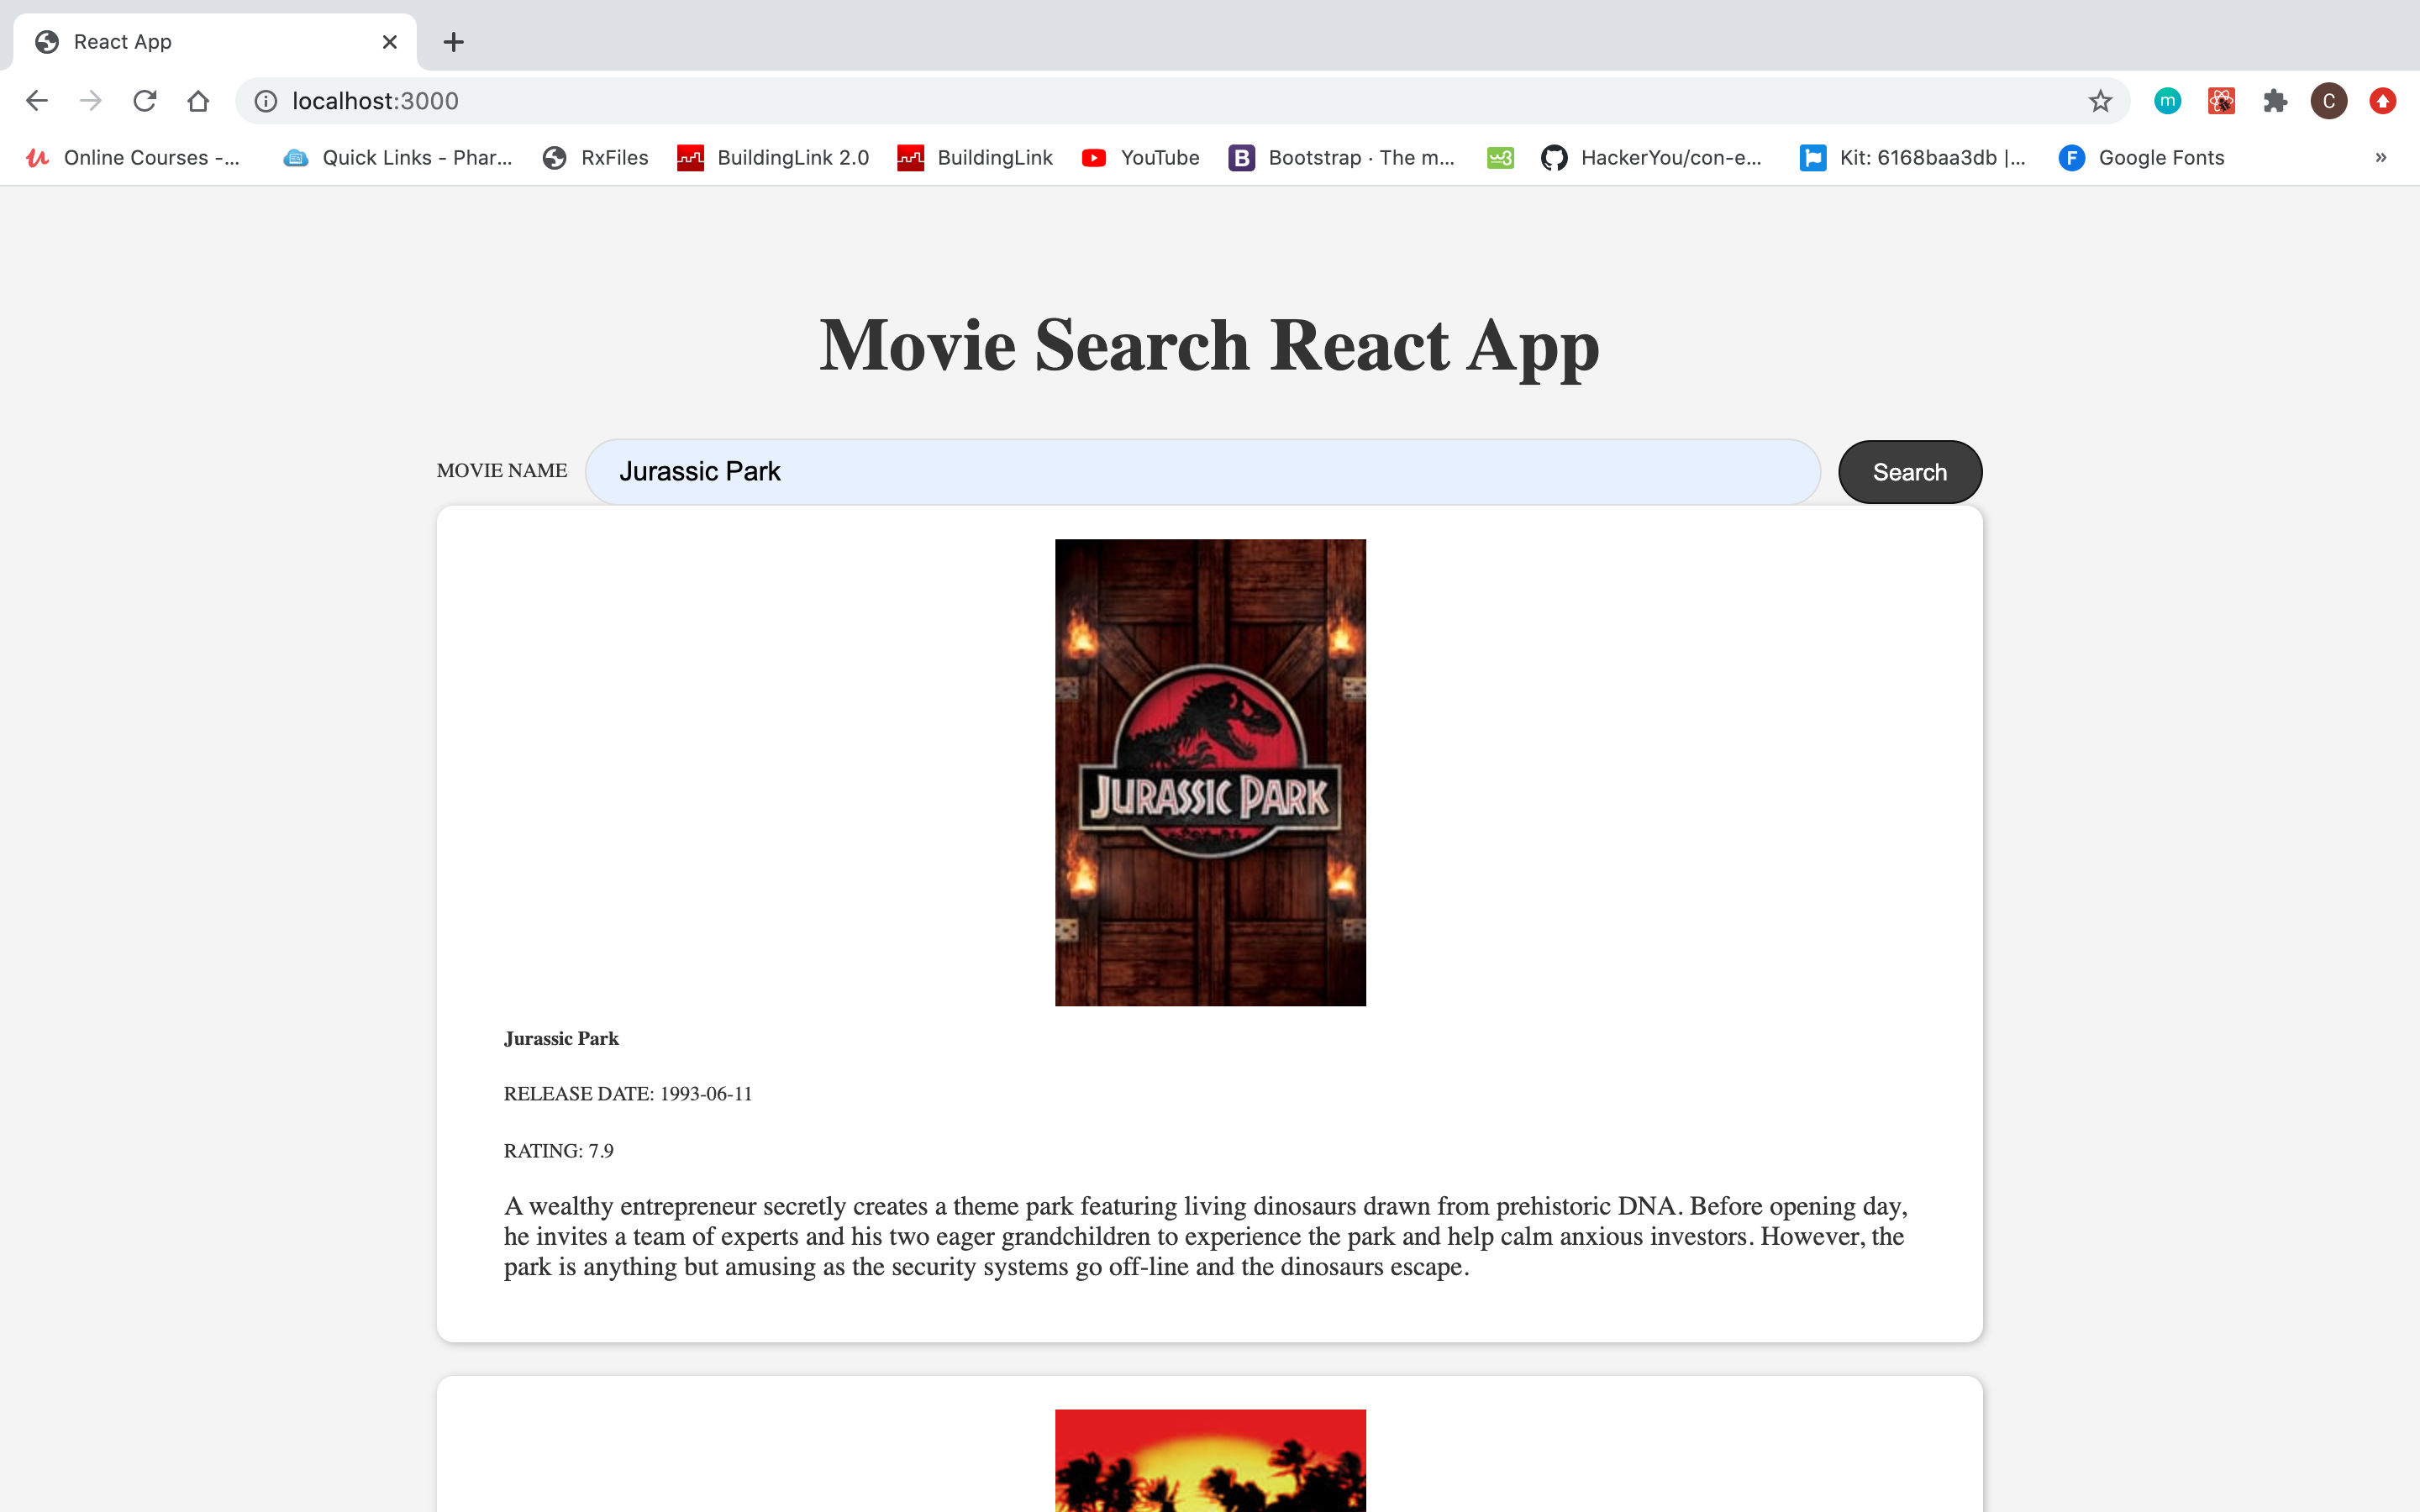 React App
localhost:3000
m
C
Online Courses -...
Quick Links - Phar...
RxFiles
BuildingLink 2.0
BuildingLink
YouTube
B Bootstrap · The m...
w3
HackerYou/con-e...
Kit: 6168baa3db |...
F Google Fonts
»
Movie Search React App
MOVIE NAME
Jurassic Park
Search
JURASSIC PARK
Jurassic Park
RELEASE DATE: 1993-06-11
RATING: 7.9
A wealthy entrepreneur secretly creates a theme park featuring living dinosaurs drawn from prehistoric DNA. Before opening day,
he invites a team of experts and his two eager grandchildren to experience the park and help calm anxious investors. However, the
park is anything but amusing as the security systems go off-line and the dinosaurs escape.